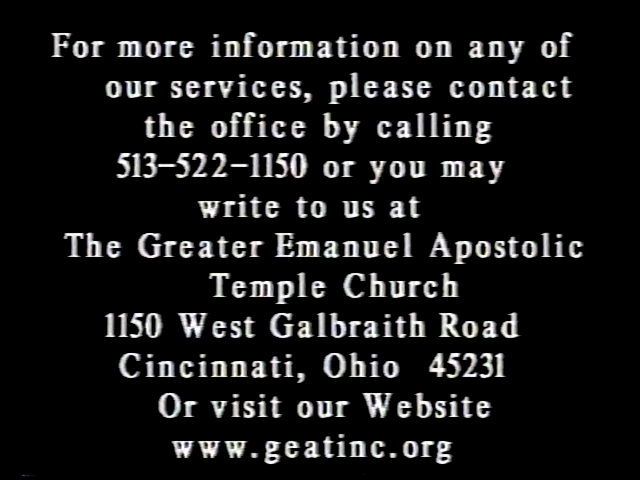 For more information on any of
our services, please contact
the office by calling
513-522-1150 or you may
write to us at
The Greater Emanuel Apostolic
Temple Church
1150 West Galbraith Road
Cincinnati, Ohio 45231
Or visit our Website
www.geatinc.org